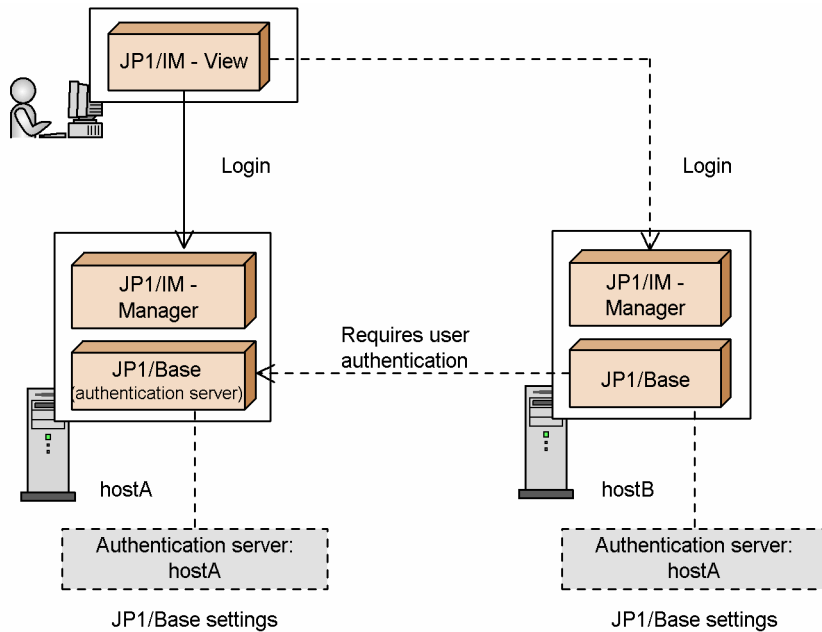 JP1/IM - View
Login
Login
JP1/IM -
Manager
JP1/IM -
Manager
Requires user
authentication
JP1/Base
(authentication server)
JP1/Base
hostA
hostB
Authentication server:
hostA
Authentication server:
hostA
JP1/Base settings
JP1/Base settings